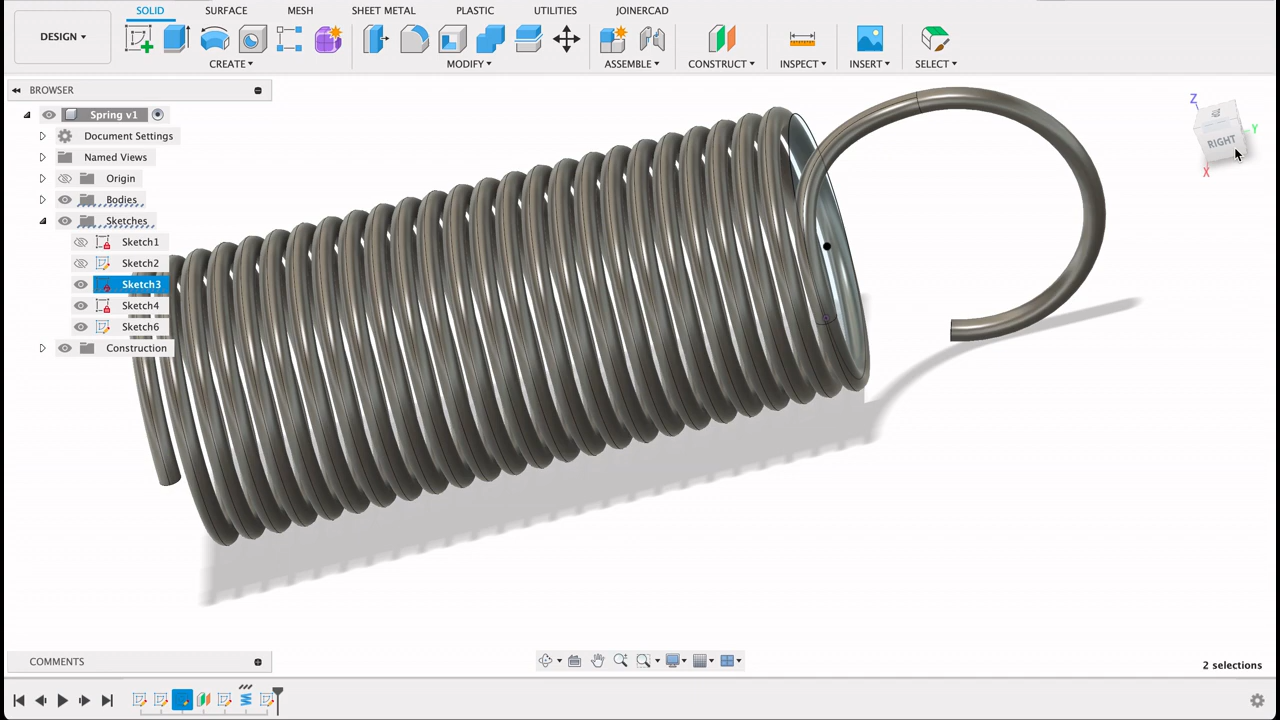 SOLID SURFACE MESH SHEET METAL PLASTIC UTILITIES JOINERCAD
DESIGN
CREATE MODIFY ASSEMBLE CONSTRUCT INSPECT INSERT SELECT
BROWSER
Spring v1
Document Settings
Named Views
Origin
Bodies
Sketches
Sketch1
Sketch2
Sketch3
Sketch4
Sketch6
Construction
Z
Y
RIGHT
X
COMMENTS
2 selections